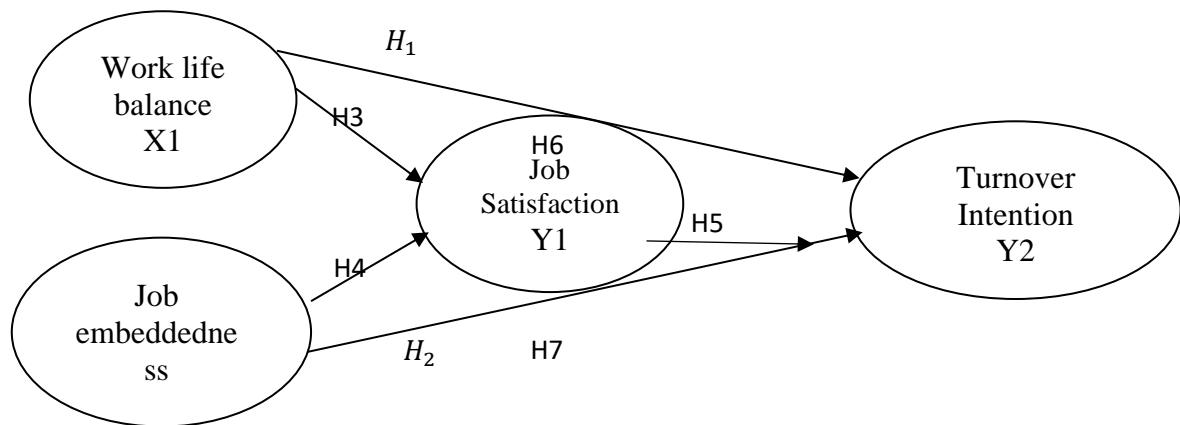 Work life
balance
X1
H₁
H3
H6
Job
Satisfaction
Y1
H5
Turnover
Intention
Y2
H4
Job
embeddedne
ss
H₂
H7